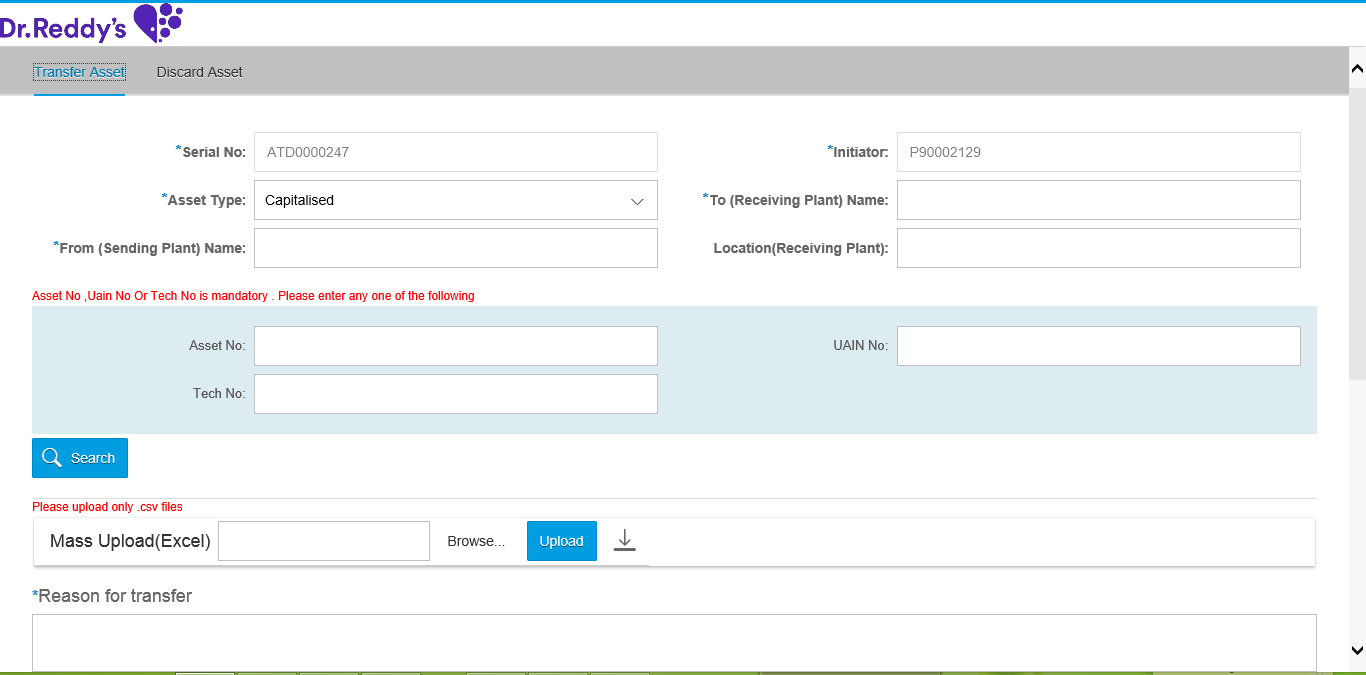 Dr.Reddy's
Transfer Asset Discard Asset
*Serial No: ATD0000247 *Initiator: P90002129
*Asset Type: Capitalised *To (Receiving Plant) Name:
*From (Sending Plant) Name: Location(Receiving Plant):
Asset No ,Uain No Or Tech No is mandatory . Please enter any one of the following
Asset No: UAIN No:
Tech No:
Search
Please upload only .csv files
Mass Upload(Excel) Browse... Upload
*Reason for transfer